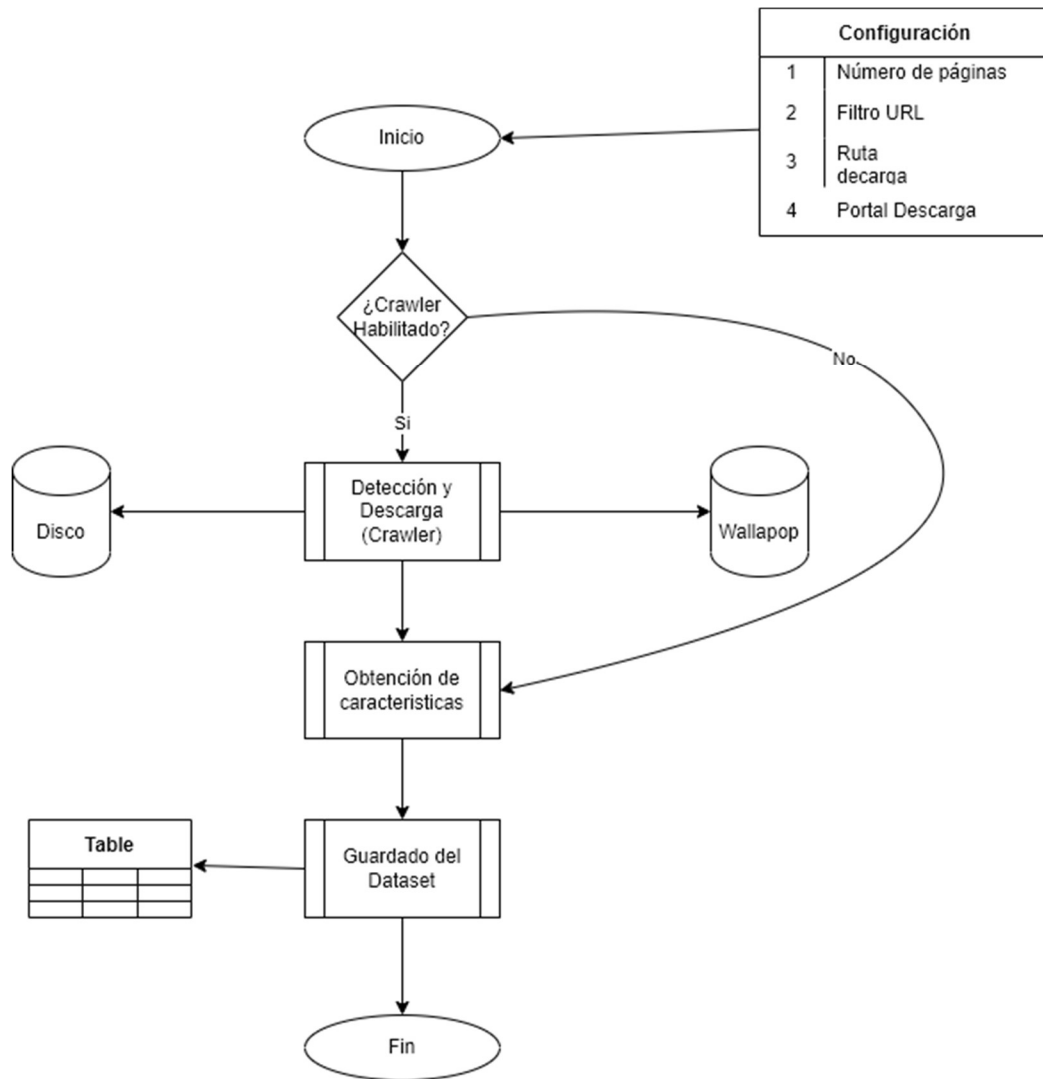 Configuración
1 Número de páginas
2 Filtro URL
3 Ruta
decarga
4 Portal Descarga
Inicio
¿Crawler
Habilitado?
No
Si
Disco
Detección y
Descarga
(Crawler)
Wallapop
Obtención de
caracteristicas
Table
Guardado del
Dataset
Fin